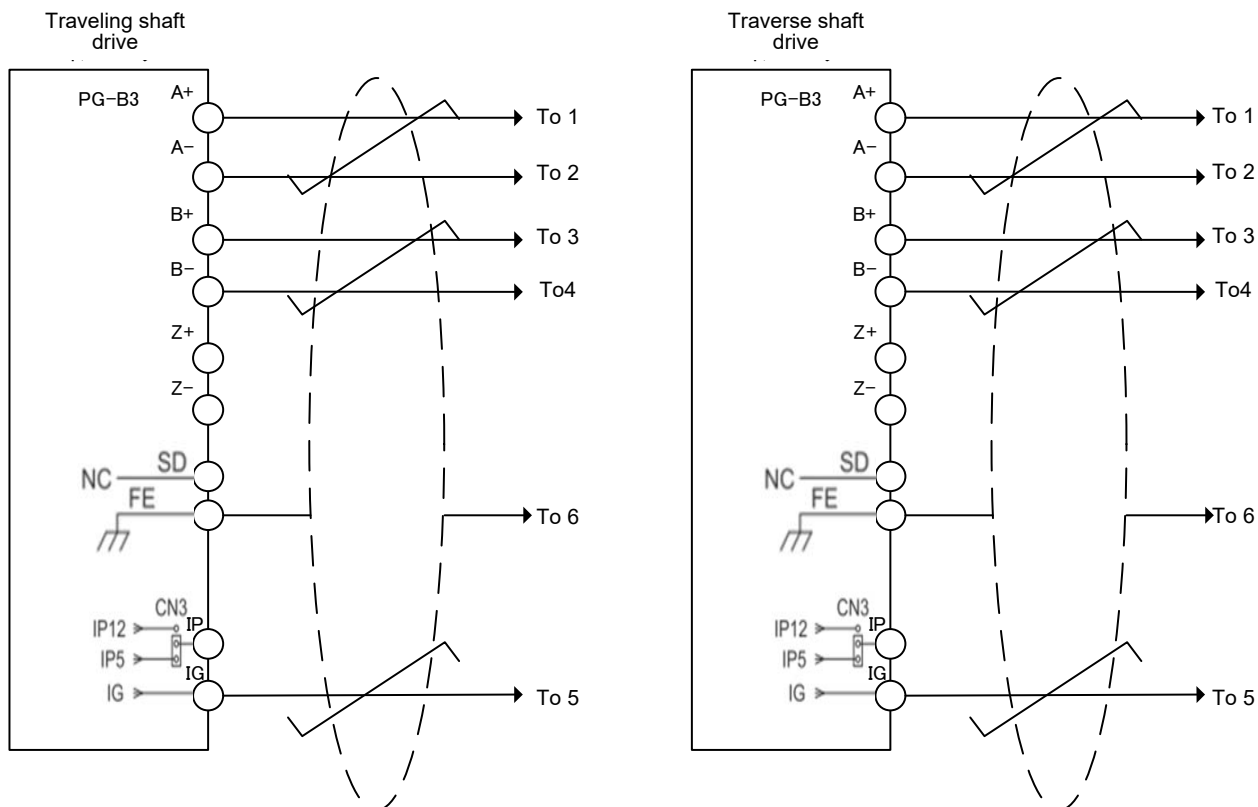 Traveling shaft
drive
PG-B3
A+
To 1
A-
To 2
B+
To 3
B-
To4
Z+
Z-
NC
SD
FE
To 6
CN3
IP12
IP
IP5
IG
IG
To 5
Traverse shaft
drive
PG-B3
A+
To 1
A-
To 2
B+
To 3
B-
To4
Z+
Z-
NC
SD
FE
To 6
CN3
IP12
IP
IP5
IG
IG
To 5